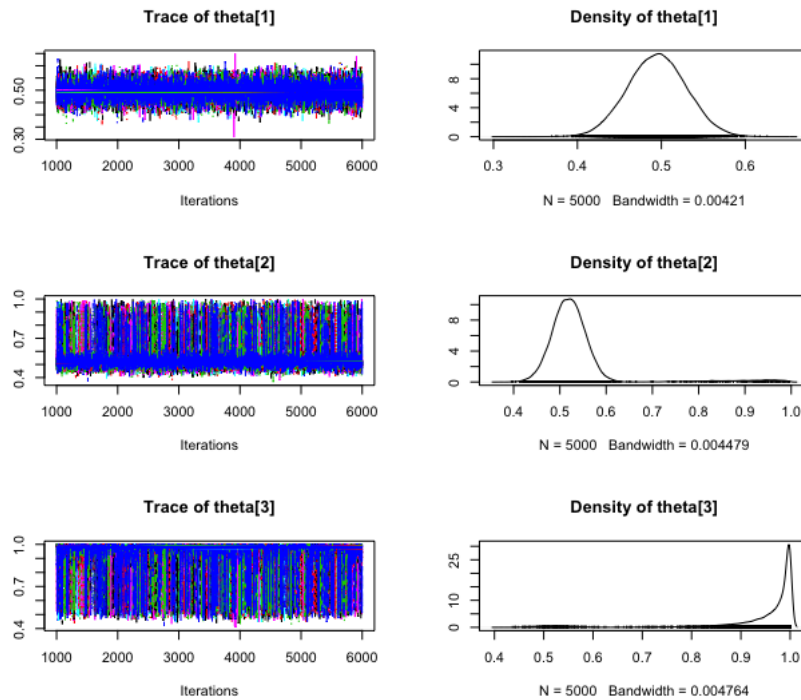 Trace of theta[1]
0.50
0.30
1000 2000 3000 4000 5000 6000
Iterations
Density of theta[1]
8
4
0
0.3 0.4 0.5 0.6
N = 5000 Bandwidth = 0.00421
Trace of theta[2]
1.0
0.7
0.4
1000 2000 3000 4000 5000 6000
Iterations
Density of theta[2]
8
4
0
0.4 0.5 0.6 0.7 0.8 0.9 1.0
N = 5000 Bandwidth = 0.004479
Trace of theta[3]
1.0
0.7
0.4
1000 2000 3000 4000 5000 6000
Iterations
Density of theta[3]
25
10
0
0.4 0.5 0.6 0.7 0.8 0.9 1.0
N = 5000 Bandwidth = 0.004764